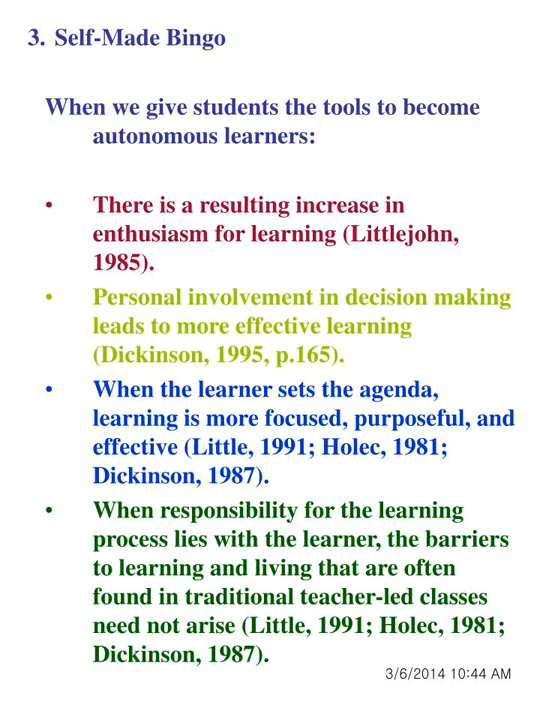 3. Self-Made Bingo
When we give students the tools to become
autonomous learners:
• There is a resulting increase in
enthusiasm for learning (Littlejohn,
1985).
• Personal involvement in decision making
leads to more effective learning
(Dickinson, 1995, p.165).
• When the learner sets the agenda,
learning is more focused, purposeful, and
effective (Little, 1991; Holec, 1981;
Dickinson, 1987).
• When responsibility for the learning
process lies with the learner, the barriers
to learning and living that are often
found in traditional teacher-led classes
need not arise (Little, 1991; Holec, 1981;
Dickinson, 1987).
3/6/2014 10:44 AM